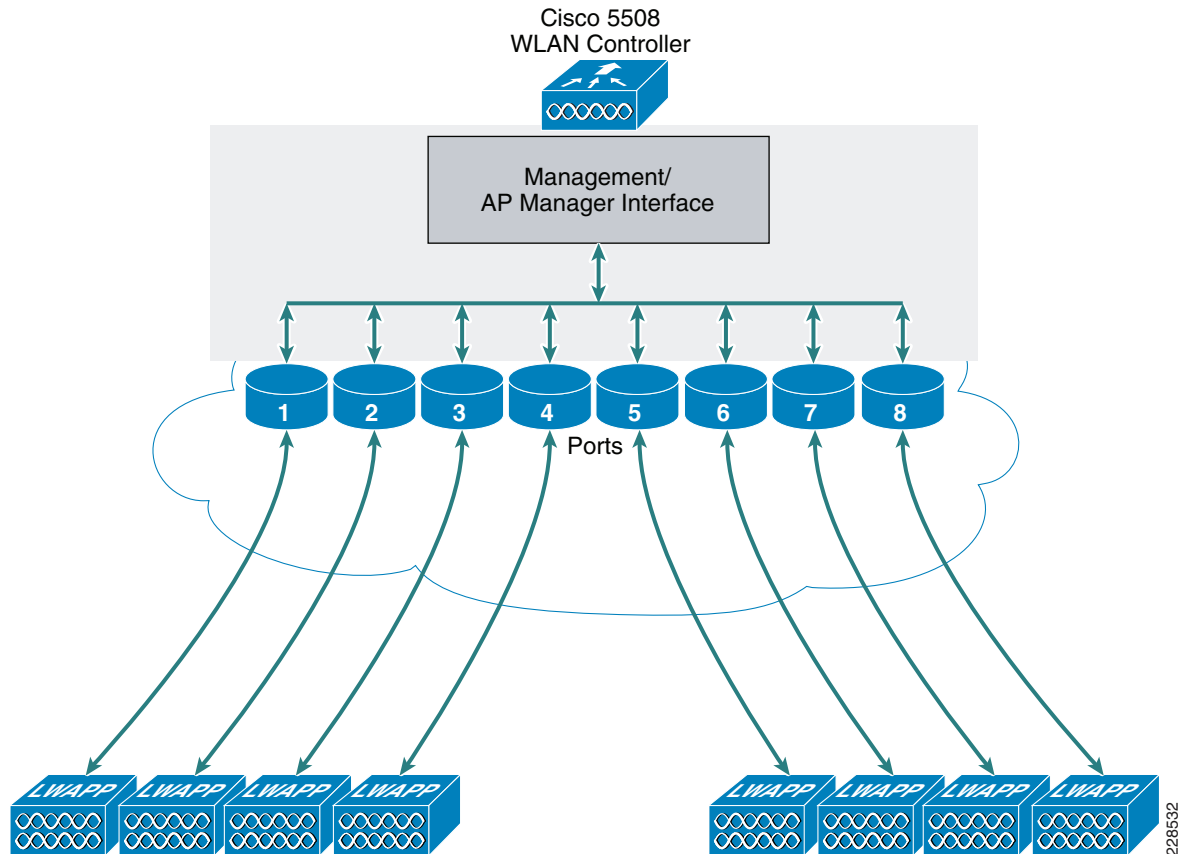 Cisco 5508
WLAN Controller
Management/
AP Manager Interface
1 2 3 4 5 6 7 8
Ports
LWAPP LWAPP LWAPP LWAPP LWAPP LWAPP LWAPP LWAPP
228532